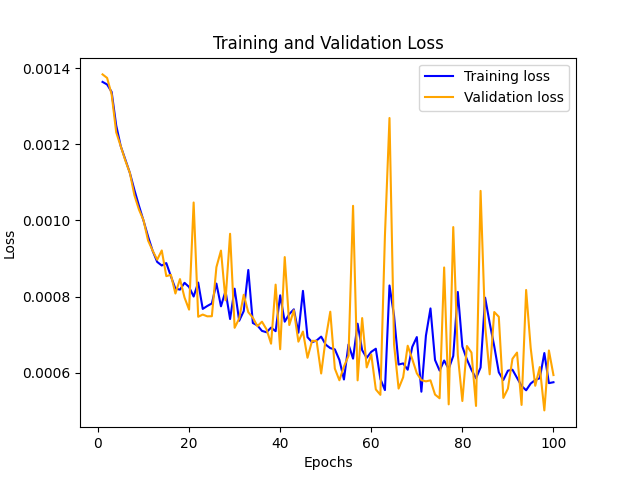 Training and Validation Loss
Training loss
Validation loss
0.0014
0.0012
0.0010
0.0008
0.0006
Loss
0 20 40 60 80 100
Epochs